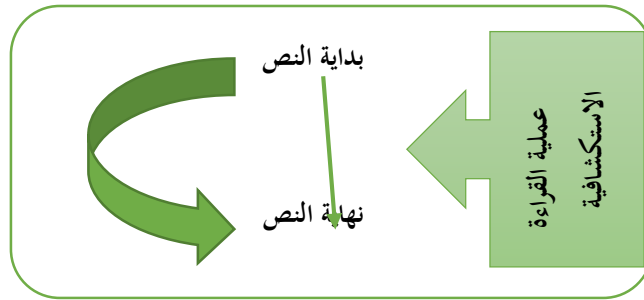 بداية النص
عملية القراءة
الاستكشافية
نهاية النص